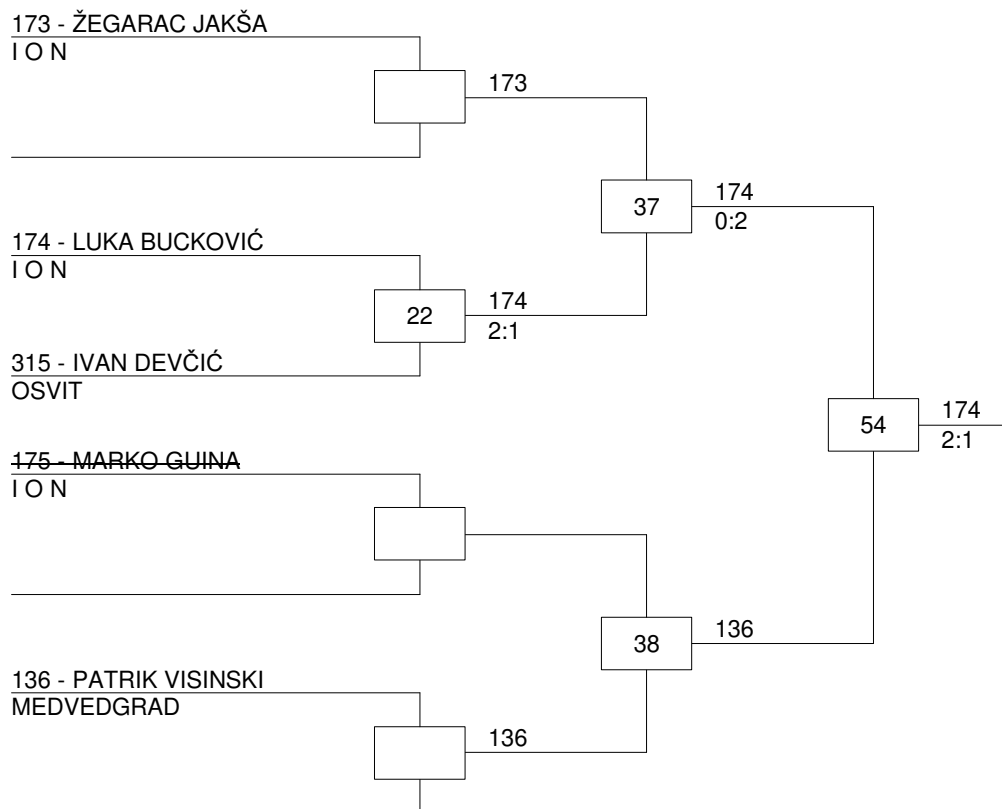 173 - ŽEGARAC JAKŠA
I O N
173
37
174
0:2
174 - LUKA BUCKOVIĆ
I O N
22
174
2:1
315 - IVAN DEVČIĆ
OSVIT
54
174
2:1
175 - MARKO GUINA
I O N
38
136
136 - PATRIK VISINSKI
MEDVEDGRAD
136